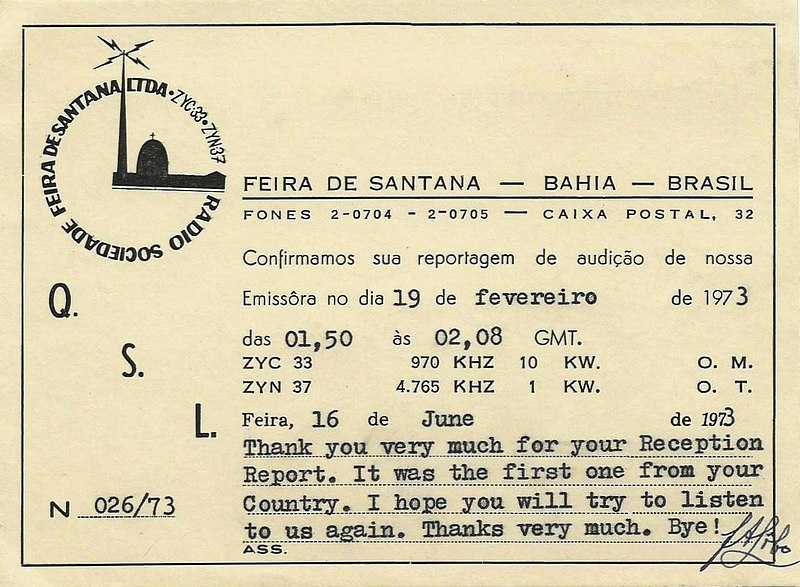 RADIO SOCIEDADE FEIRA DE SANTANA LTDA • ZYC-33 • ZYN37
FEIRA DE SANTANA — BAHIA — BRASIL
FONES 2-0704 - 2-0705 — CAIXA POSTAL, 32
Confirmamos sua reportagem de audição de nossa
Emissôra no dia 19 de fevereiro de 1973
das 01,50 às 02,08 GMT.
ZYC 33 970 KHZ 10 KW. O. M.
ZYN 37 4.765 KHZ 1 KW. O. T.
Q.
S.
L.
Feira, 16 de June de 1973
Thank you very much for your Reception
Report. It was the first one from your
Country. I hope you will try to listen
to us again. Thanks very much. Bye!
ASS.
N 026/73